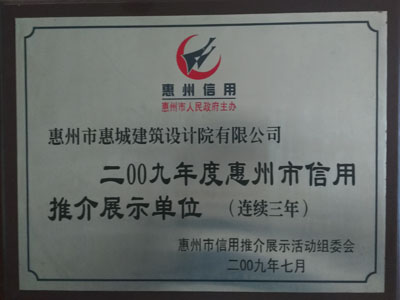 惠州信用
惠州市人民政府主办
惠州市惠城建筑设计院有限公司
二00九年度惠州市信用
推介展示单位 (连续三年)
惠州市信用推介展示活动组委会
二00九年七月